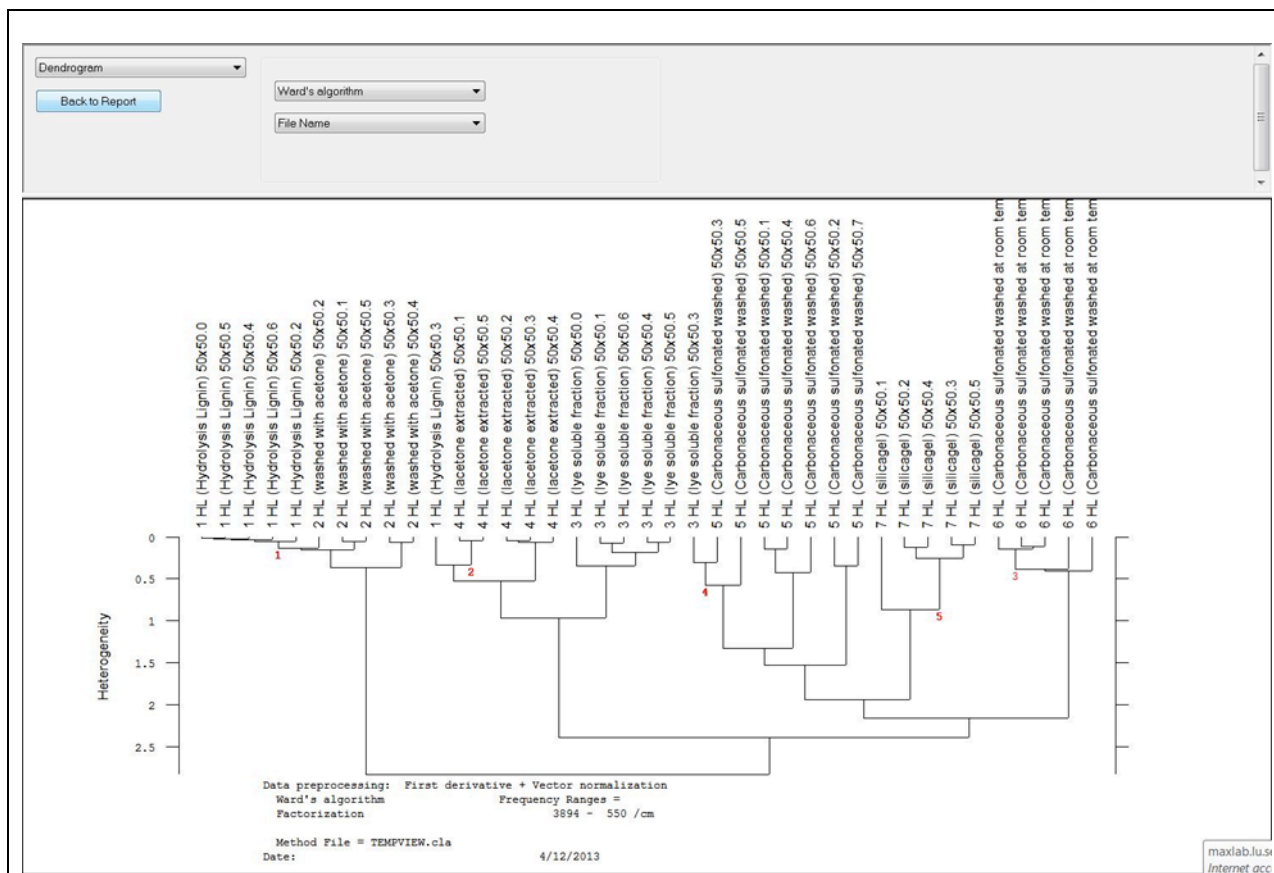 Dendrogram
Back to Report
Ward's algorithm
File Name
1 HL (Hydrolysis Lignin) 50x50.0
1 HL (Hydrolysis Lignin) 50x50.5
1 HL (Hydrolysis Lignin) 50x50.4
1 HL (Hydrolysis Lignin) 50x50.6
1 HL (Hydrolysis Lignin) 50x50.2
2 HL (washed with acetone) 50x50.2
2 HL (washed with acetone) 50x50.1
2 HL (washed with acetone) 50x50.5
2 HL (washed with acetone) 50x50.3
2 HL (washed with acetone) 50x50.4
1 HL (Hydrolysis Lignin) 50x50.3
4 HL (lacetone extracted) 50x50.1
4 HL (lacetone extracted) 50x50.5
4 HL (lacetone extracted) 50x50.2
4 HL (lacetone extracted) 50x50.3
4 HL (lacetone extracted) 50x50.4
3 HL (lye soluble fraction) 50x50.0
3 HL (lye soluble fraction) 50x50.1
3 HL (lye soluble fraction) 50x50.6
3 HL (lye soluble fraction) 50x50.4
3 HL (lye soluble fraction) 50x50.5
3 HL (lye soluble fraction) 50x50.3
5 HL (Carbonaceous sulfonated washed) 50x50.3
5 HL (Carbonaceous sulfonated washed) 50x50.5
5 HL (Carbonaceous sulfonated washed) 50x50.1
5 HL (Carbonaceous sulfonated washed) 50x50.4
5 HL (Carbonaceous sulfonated washed) 50x50.6
5 HL (Carbonaceous sulfonated washed) 50x50.2
5 HL (Carbonaceous sulfonated washed) 50x50.7
7 HL (silicagel) 50x50.1
7 HL (silicagel) 50x50.2
7 HL (silicagel) 50x50.4
7 HL (silicagel) 50x50.3
7 HL (silicagel) 50x50.5
6 HL (Carbonaceous sulfonated washed at room tem
6 HL (Carbonaceous sulfonated washed at room tem
6 HL (Carbonaceous sulfonated washed at room tem
6 HL (Carbonaceous sulfonated washed at room tem
6 HL (Carbonaceous sulfonated washed at room tem
Heterogeneity
0
0.5
1
1.5
2
2.5
1
2
4
5
3
Data preprocessing: First derivative + Vector normalization
Ward's algorithm Frequency Ranges =
Factorization 3894 - 550 /cm
Method File = TEMPVIEW.cla
Date: 4/12/2013
maxlab.lu.se
Internet acc